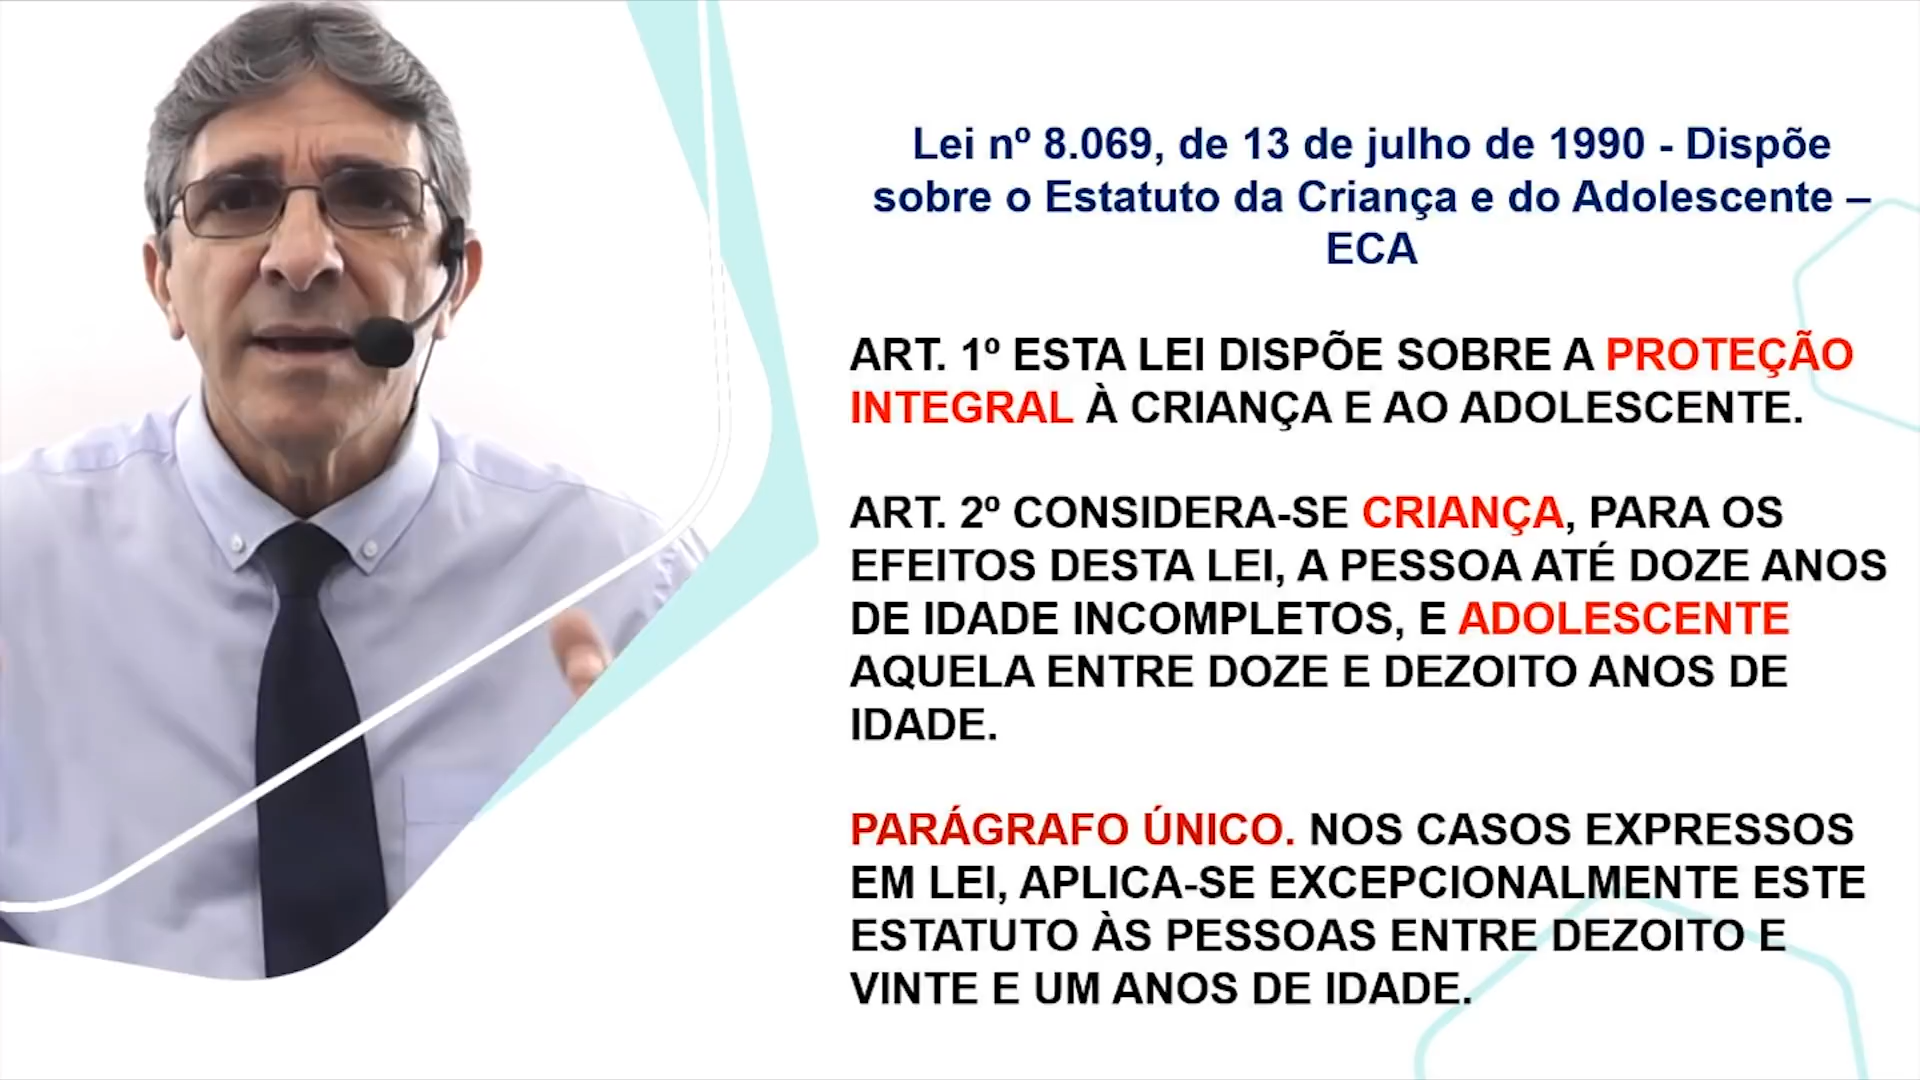 Lei nº 8.069, de 13 de julho de 1990 - Dispõe
sobre o Estatuto da Criança e do Adolescente –
ECA
ART. 1º ESTA LEI DISPÕE SOBRE A PROTEÇÃO
INTEGRAL À CRIANÇA E AO ADOLESCENTE.
ART. 2º CONSIDERA-SE CRIANÇA, PARA OS
EFEITOS DESTA LEI, A PESSOA ATÉ DOZE ANOS
DE IDADE INCOMPLETOS, E ADOLESCENTE
AQUELA ENTRE DOZE E DEZOITO ANOS DE
IDADE.
PARÁGRAFO ÚNICO. NOS CASOS EXPRESSOS
EM LEI, APLICA-SE EXCEPCIONALMENTE ESTE
ESTATUTO ÀS PESSOAS ENTRE DEZOITO E
VINTE E UM ANOS DE IDADE.